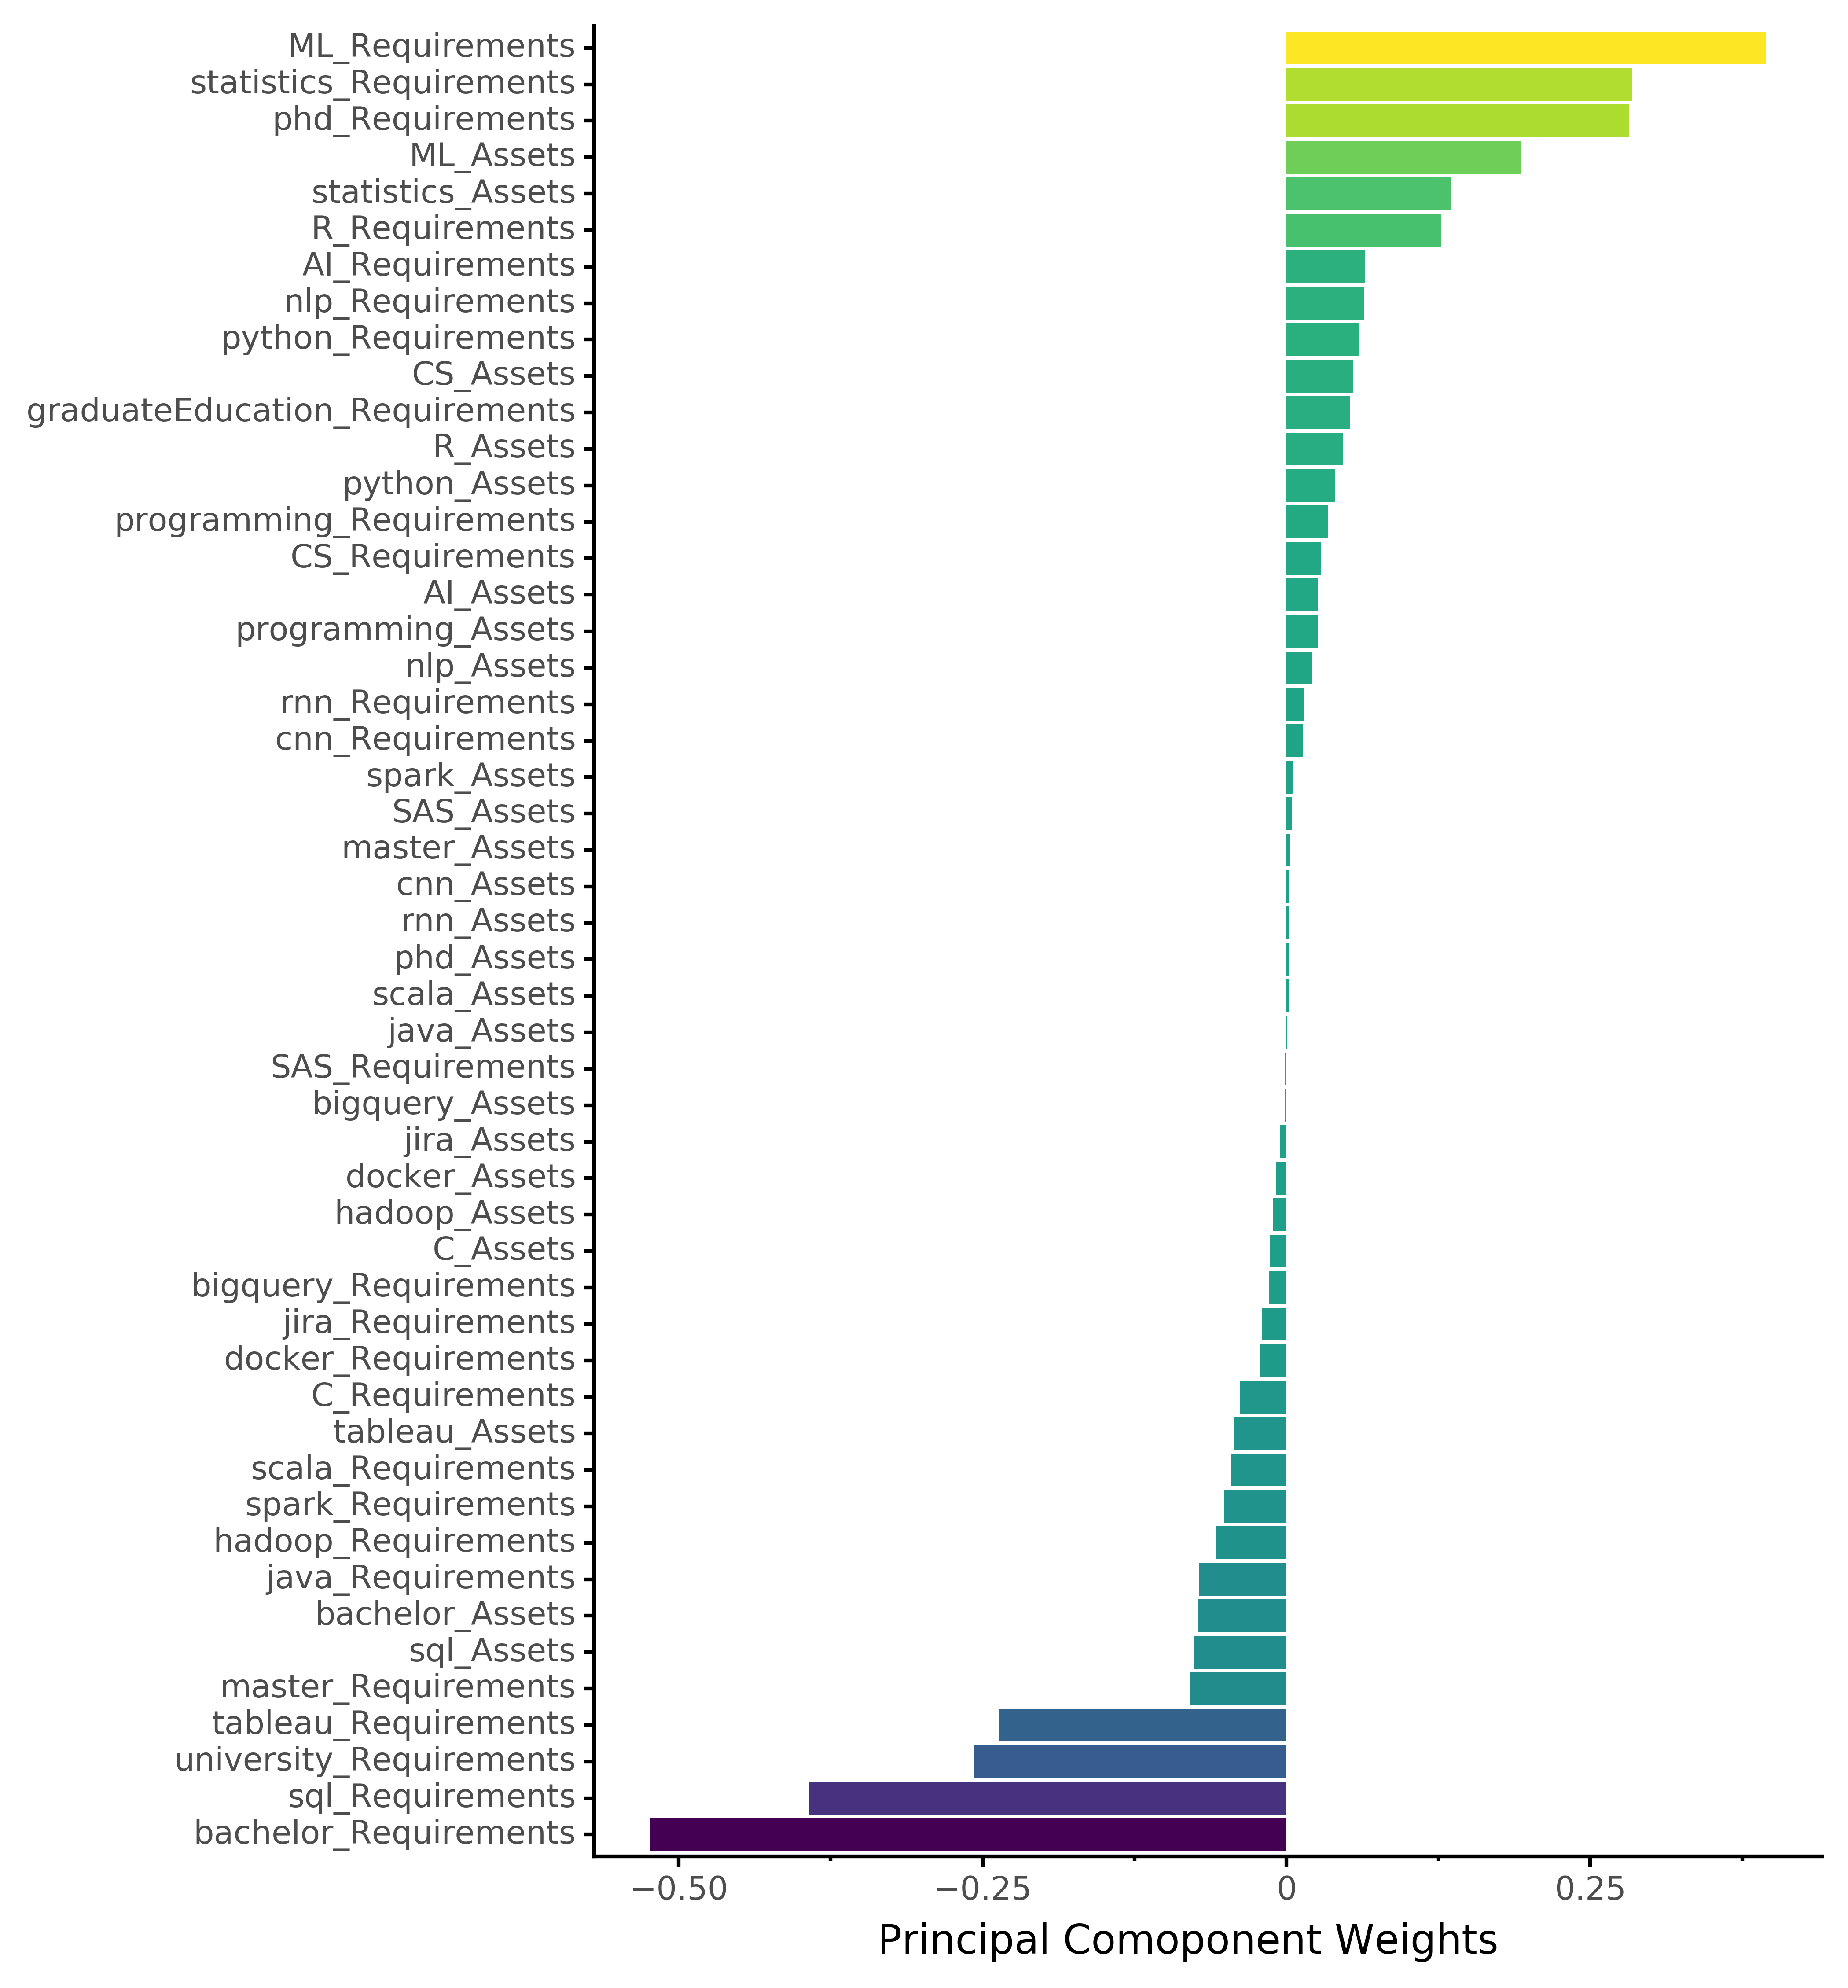 ML_Requirements
statistics_Requirements
phd_Requirements
ML_Assets
statistics_Assets
R_Requirements
AI_Requirements
nlp_Requirements
python_Requirements
CS_Assets
graduateEducation_Requirements
R_Assets
python_Assets
programming_Requirements
CS_Requirements
AI_Assets
programming_Assets
nlp_Assets
rnn_Requirements
cnn_Requirements
spark_Assets
SAS_Assets
master_Assets
cnn_Assets
rnn_Assets
phd_Assets
scala_Assets
java_Assets
SAS_Requirements
bigquery_Assets
jira_Assets
docker_Assets
hadoop_Assets
C_Assets
bigquery_Requirements
jira_Requirements
docker_Requirements
C_Requirements
tableau_Assets
scala_Requirements
spark_Requirements
hadoop_Requirements
java_Requirements
bachelor_Assets
sql_Assets
master_Requirements
tableau_Requirements
university_Requirements
sql_Requirements
bachelor_Requirements
−0.50 −0.25 0 0.25
Principal Comoponent Weights